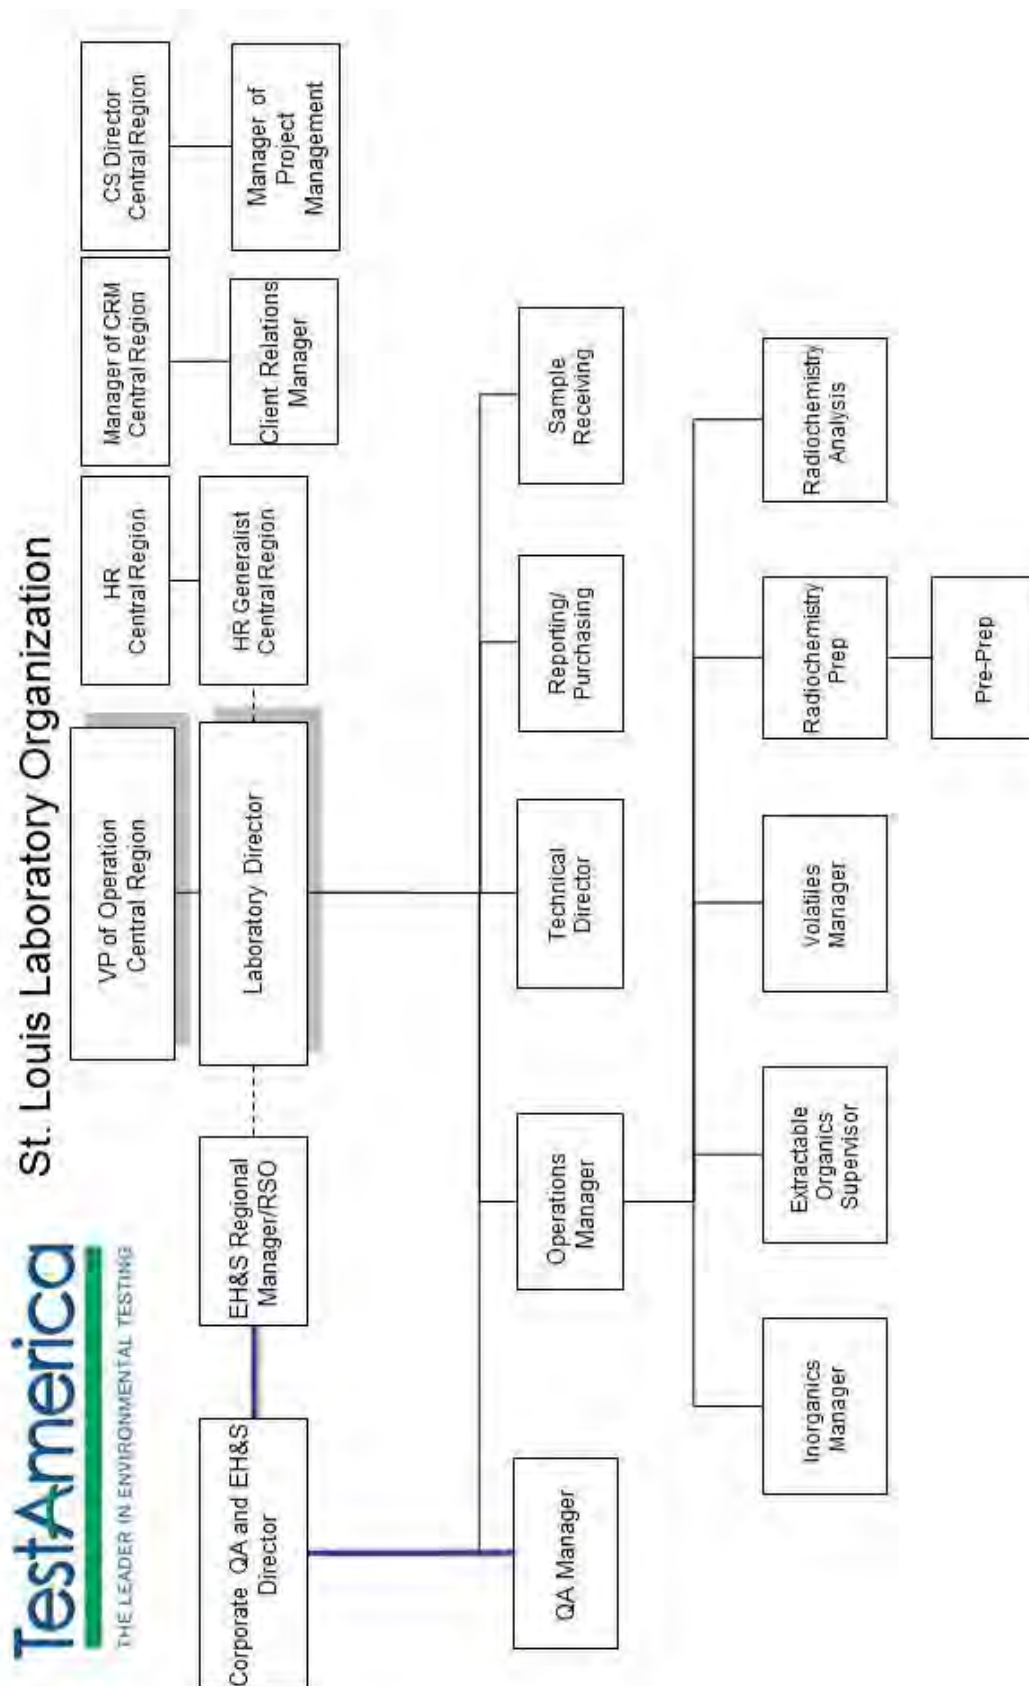 TestAmerica
THE LEADER IN ENVIRONMENTAL TESTING
St. Louis Laboratory Organization
VP of Operation
Central Region
HR
Central Region
Manager of CRM
Central Region
CS Director
Central Region
Corporate QA and EH&S
Director
EH&S Regional
Manager/RSO
Laboratory Director
HR Generalist
Central Region
Client Relations
Manager
Manager of
Project
Management
QA Manager
Operations
Manager
Technical
Director
Reporting/
Purchasing
Sample
Receiving
Inorganics
Manager
Extractable
Organics
Supervisor
Volatiles
Manager
Radiochemistry
Prep
Radiochemistry
Analysis
Pre-Prep